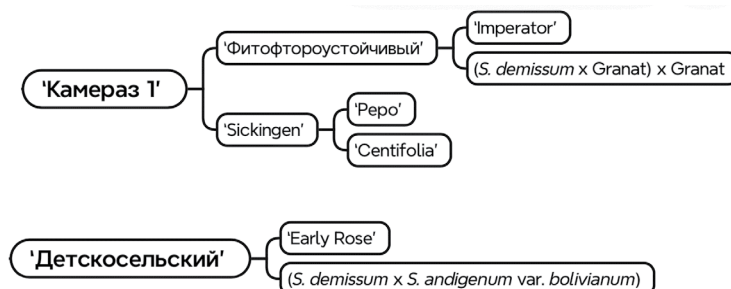 'Imperator'
'Фитофтороустойчивый'
(S. demissum x Granat) x Granat
'Камераз 1'
'Pepo'
'Sickingen'
'Centifolia'
'Early Rose'
'Детскосельский'
(S. demissum x S. andigenum var. bolivianum)